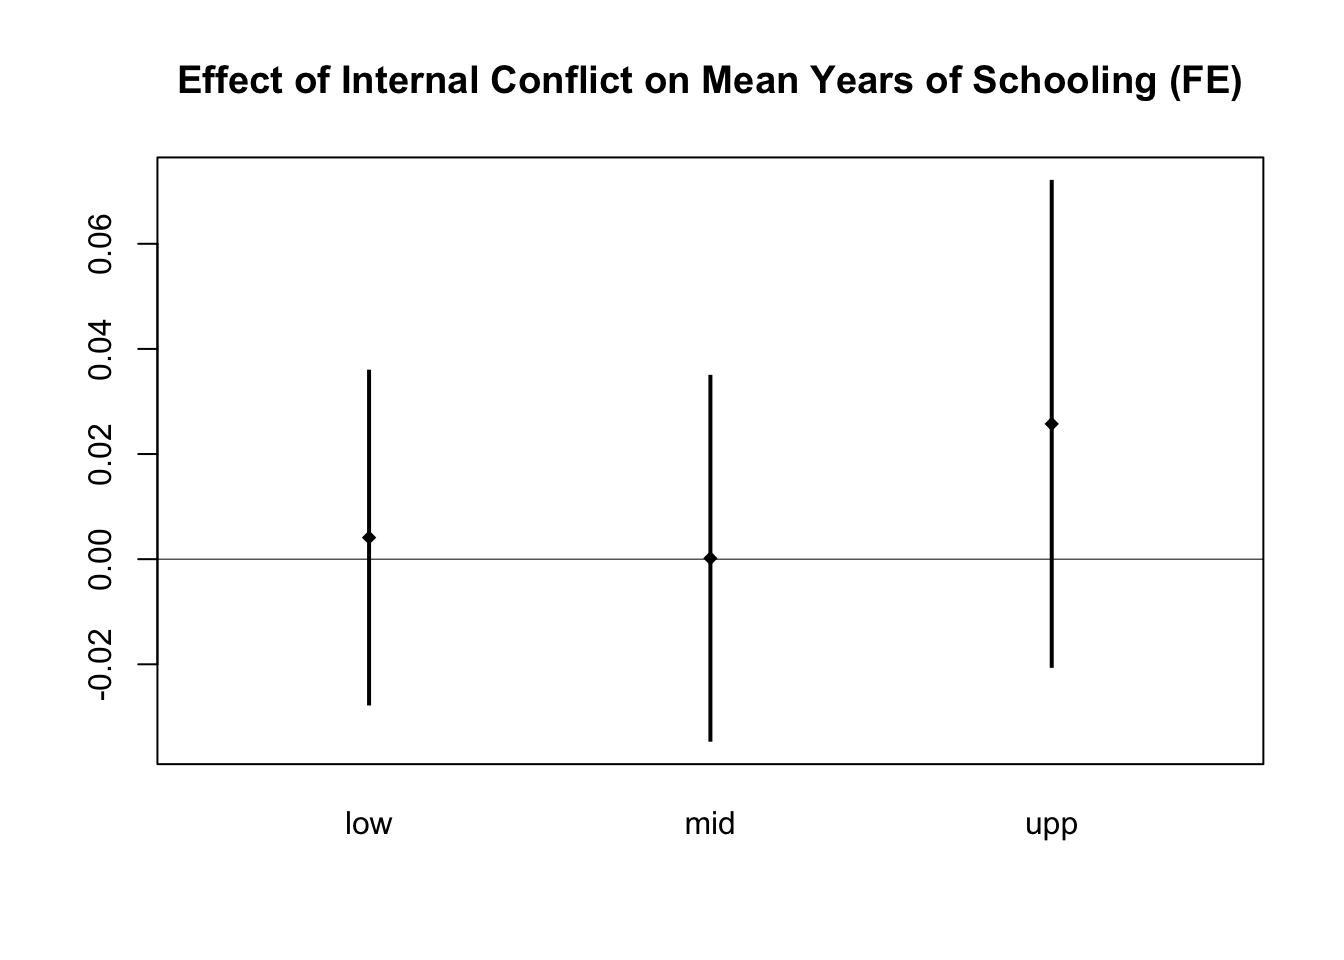 Effect of Internal Conflict on Mean Years of Schooling (FE)
0.06
0.04
0.02
0.00
-0.02
low mid upp